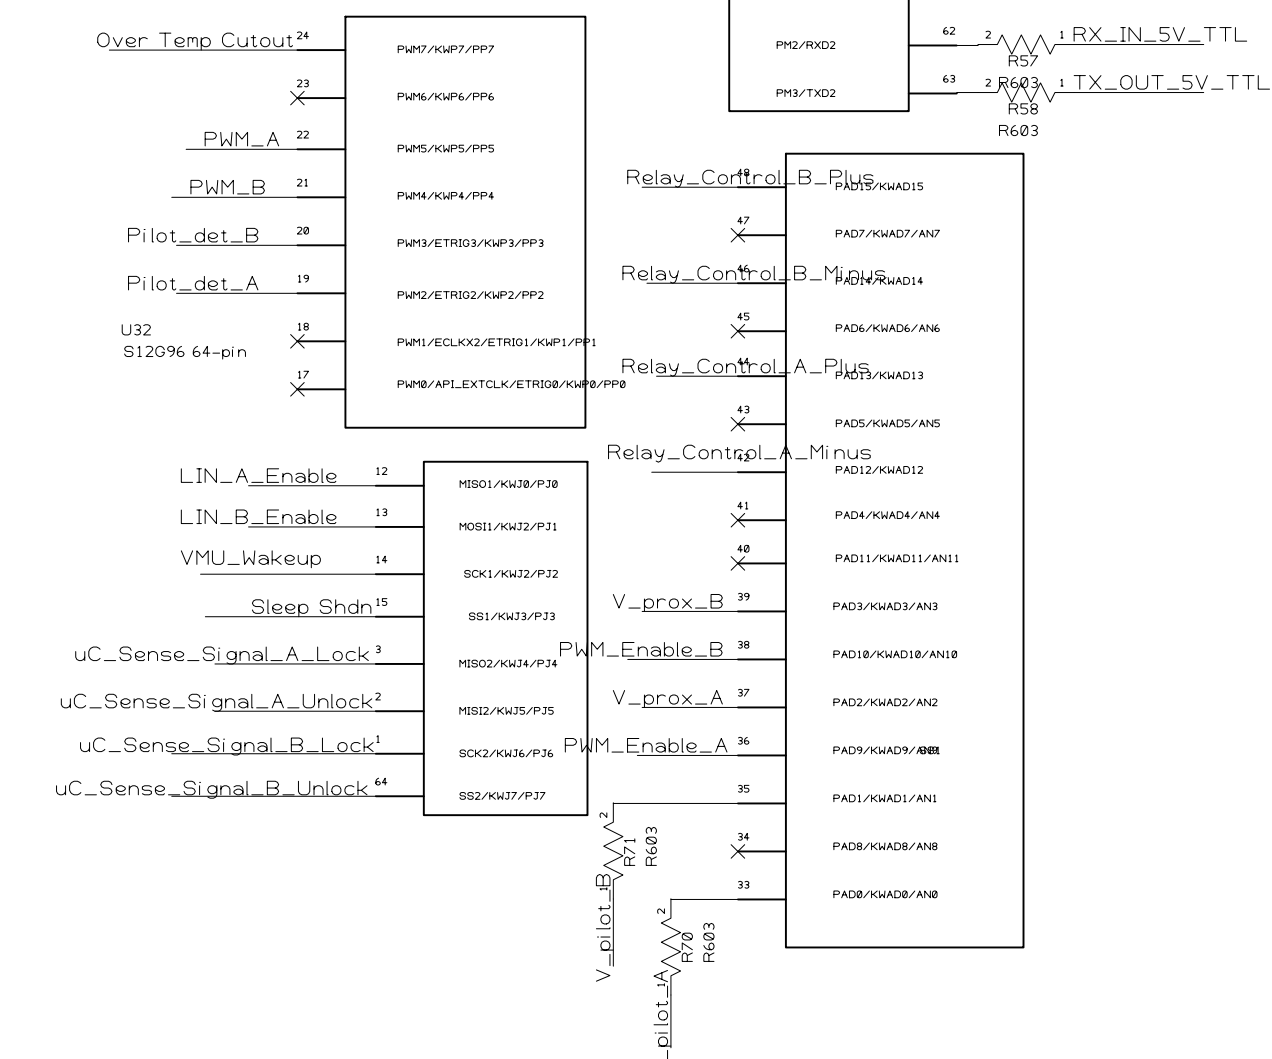 Over Temp Cutout 24 PWM7/KWP7/PP7
23 PWM6/KWP6/PP6
PWM_A 22 PWM5/KWP5/PP5
PWM_B 21 PWM4/KWP4/PP4
Pilot_det_B 20 PWM3/ETRIG3/KWP3/PP3
Pilot_det_A 19 PWM2/ETRIG2/KWP2/PP2
U32
S12G96 64-pin
18 PWM1/ECLKX2/ETRIG1/KWP1/PP1
17 PWM0/API_EXTCLK/ETRIG0/KWP0/PP0
LIN_A_Enable 12 MISO1/KWJ0/PJ0
LIN_B_Enable 13 MOSI1/KWJ2/PJ1
VMU_Wakeup 14 SCK1/KWJ2/PJ2
Sleep Shdn 15 SS1/KWJ3/PJ3
uC_Sense_Signal_A_Lock 3 MISO2/KWJ4/PJ4
uC_Sense_Signal_A_Unlock 2 MISI2/KWJ5/PJ5
uC_Sense_Signal_B_Lock 1 SCK2/KWJ6/PJ6
uC_Sense_Signal_B_Unlock 64 SS2/KWJ7/PJ7
PM2/RXD2 62 2 1 RX_IN_5V_TTL
R57
R603
PM3/TXD2 63 2 1 TX_OUT_5V_TTL
R58
R603
Relay_Control_B_Plus 48 PAD15/KWAD15
47 PAD7/KWAD7/AN7
Relay_Control_B_Minus 46 PAD14/KWAD14
45 PAD6/KWAD6/AN6
Relay_Control_A_Plus 44 PAD13/KWAD13
43 PAD5/KWAD5/AN5
Relay_Control_A_Minus 42 PAD12/KWAD12
41 PAD4/KWAD4/AN4
40 PAD11/KWAD11/AN11
V_prox_B 39 PAD3/KWAD3/AN3
PWM_Enable_B 38 PAD10/KWAD10/AN10
V_prox_A 37 PAD2/KWAD2/AN2
PWM_Enable_A 36 PAD9/KWAD9/
35 PAD1/KWAD1/AN1
34 PAD8/KWAD8/AN8
33 PAD0/KWAD0/AN0
2
R71
R603
1
V_pilot_B
2
R70
R603
1
_pilot_A